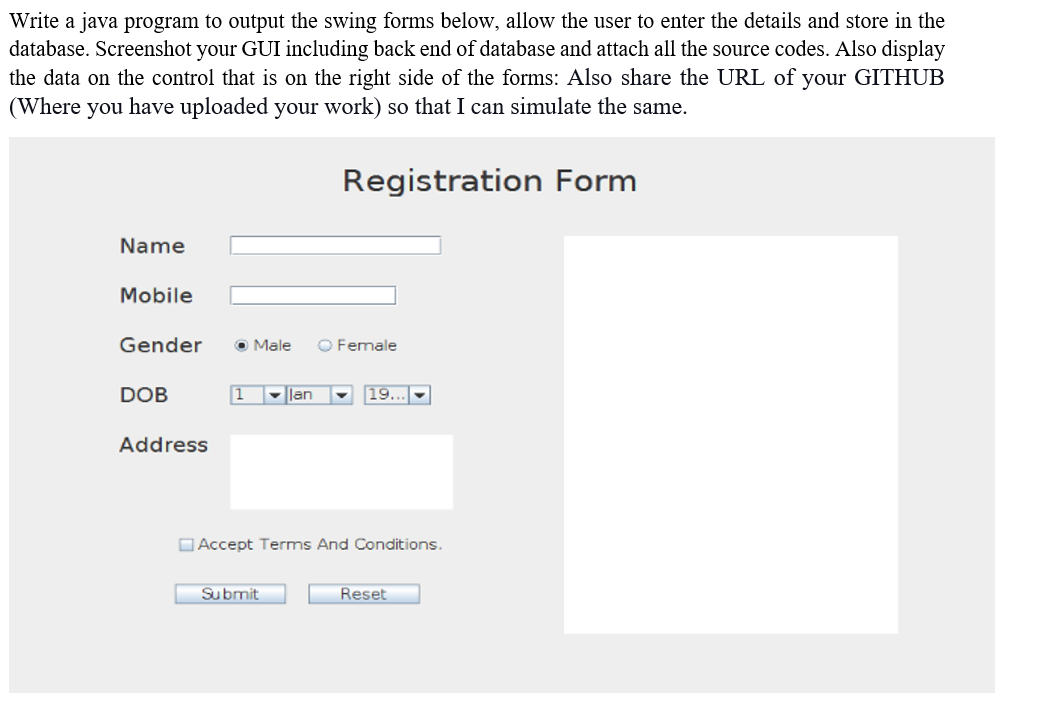 Write a java program to output the swing forms below, allow the user to enter the details and store in the
database. Screenshot your GUI including back end of database and attach all the source codes. Also display
the data on the control that is on the right side of the forms: Also share the URL of your GITHUB
(Where you have uploaded your work) so that I can simulate the same.
Registration Form
Name
Mobile
Gender Male Female
DOB 1 Jan 19...
Address
Accept Terms And Conditions.
Submit Reset